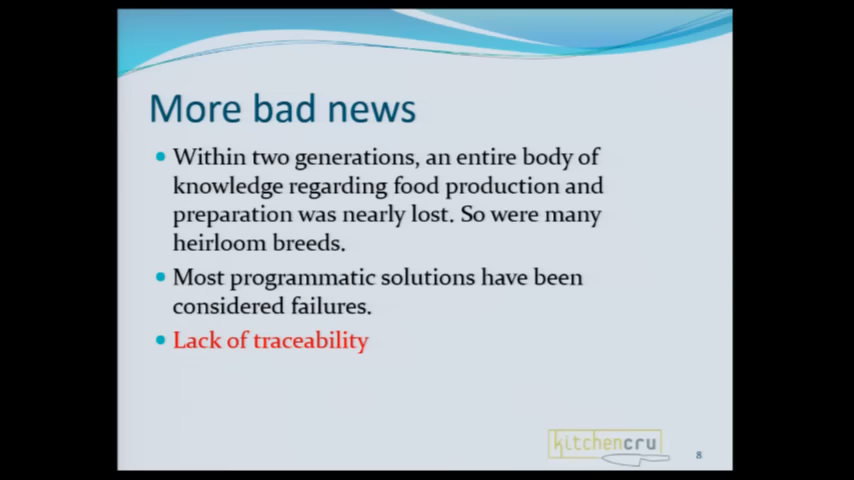 More bad news
Within two generations, an entire body of
knowledge regarding food production and
preparation was nearly lost. So were many
heirloom breeds.
Most programmatic solutions have been
considered failures.
Lack of traceability
kitchencru
8